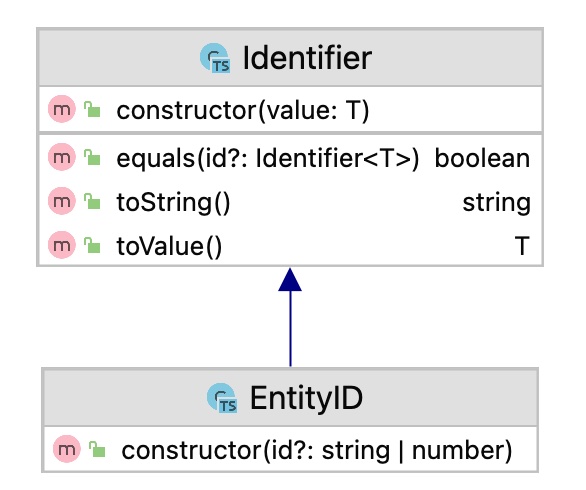 TS Identifier
m constructor(value: T)
m equals(id?: Identifier<T>) boolean
m toString() string
m toValue() T
TS EntityID
m constructor(id?: string | number)